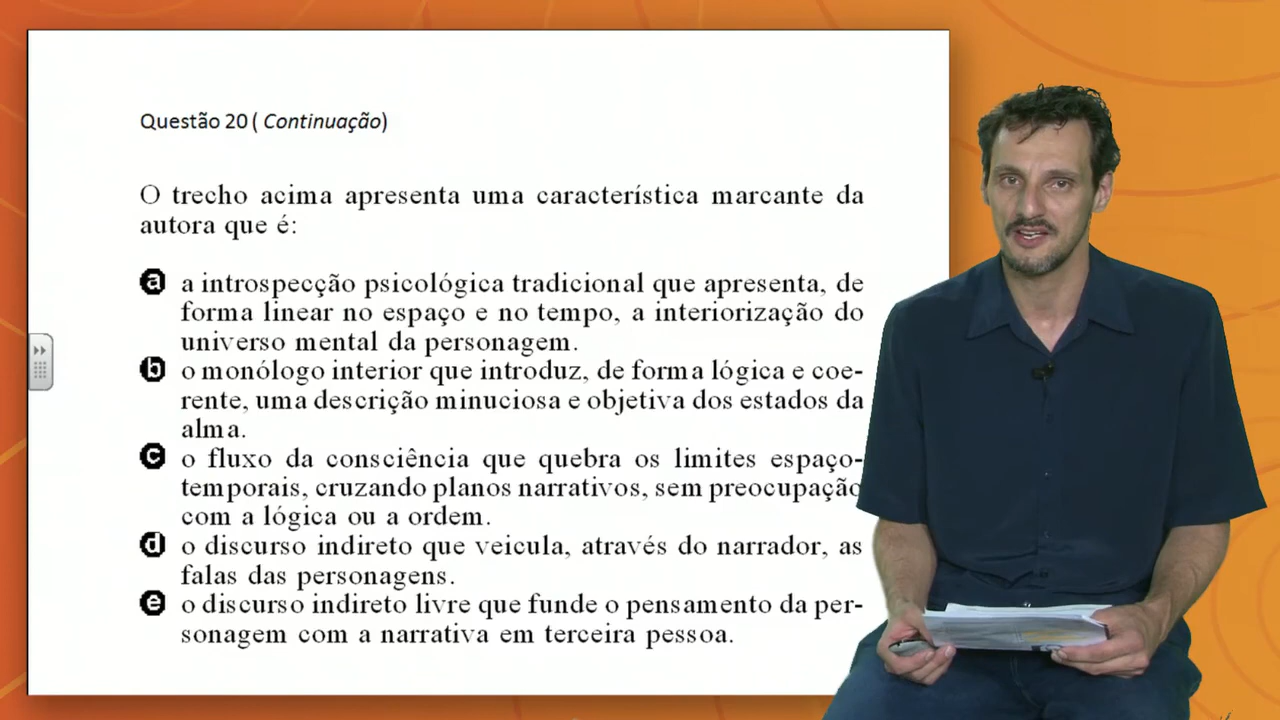 Questão 20 ( Continuação)
O trecho acima apresenta uma característica marcante da
autora que é:
a a introspecção psicológica tradicional que apresenta, de
forma linear no espaço e no tempo, a interiorização do
universo mental da personagem.
b o monólogo interior que introduz, de forma lógica e coe-
rente, uma descrição minuciosa e objetiva dos estados da
alma.
c o fluxo da consciência que quebra os limites espaço-
temporais, cruzando planos narrativos, sem preocupação
com a lógica ou a ordem.
d o discurso indireto que veicula, através do narrador, as
falas das personagens.
e o discurso indireto livre que funde o pensamento da per-
sonagem com a narrativa em terceira pessoa.